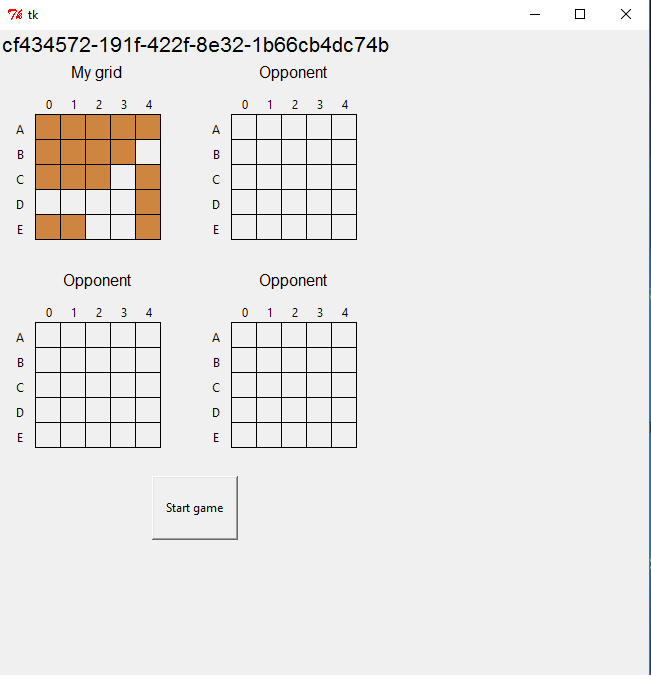 tk
cf434572-191f-422f-8e32-1b66cb4dc74b
My grid Opponent
0 1 2 3 4 0 1 2 3 4
A A
B B
C C
D D
E E
Opponent Opponent
0 1 2 3 4 0 1 2 3 4
A A
B B
C C
D D
E E
Start game